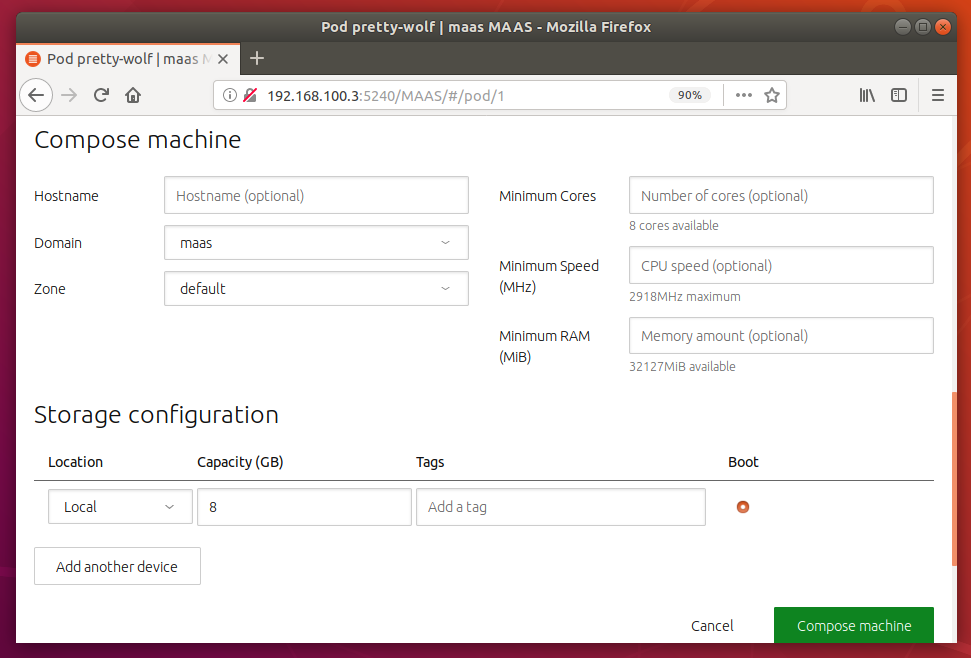 Pod pretty-wolf | maas MAAS - Mozilla Firefox
Pod pretty-wolf | maas M
192.168.100.3:5240/MAAS/#/pod/1
90%
Compose machine
Hostname
Hostname (optional)
Minimum Cores
Number of cores (optional)
8 cores available
Domain
maas
Minimum Speed
(MHz)
CPU speed (optional)
2918MHz maximum
Zone
default
Minimum RAM
(MiB)
Memory amount (optional)
32127MiB available
Storage configuration
Location Capacity (GB) Tags Boot
Local 8 Add a tag
Add another device
Cancel Compose machine